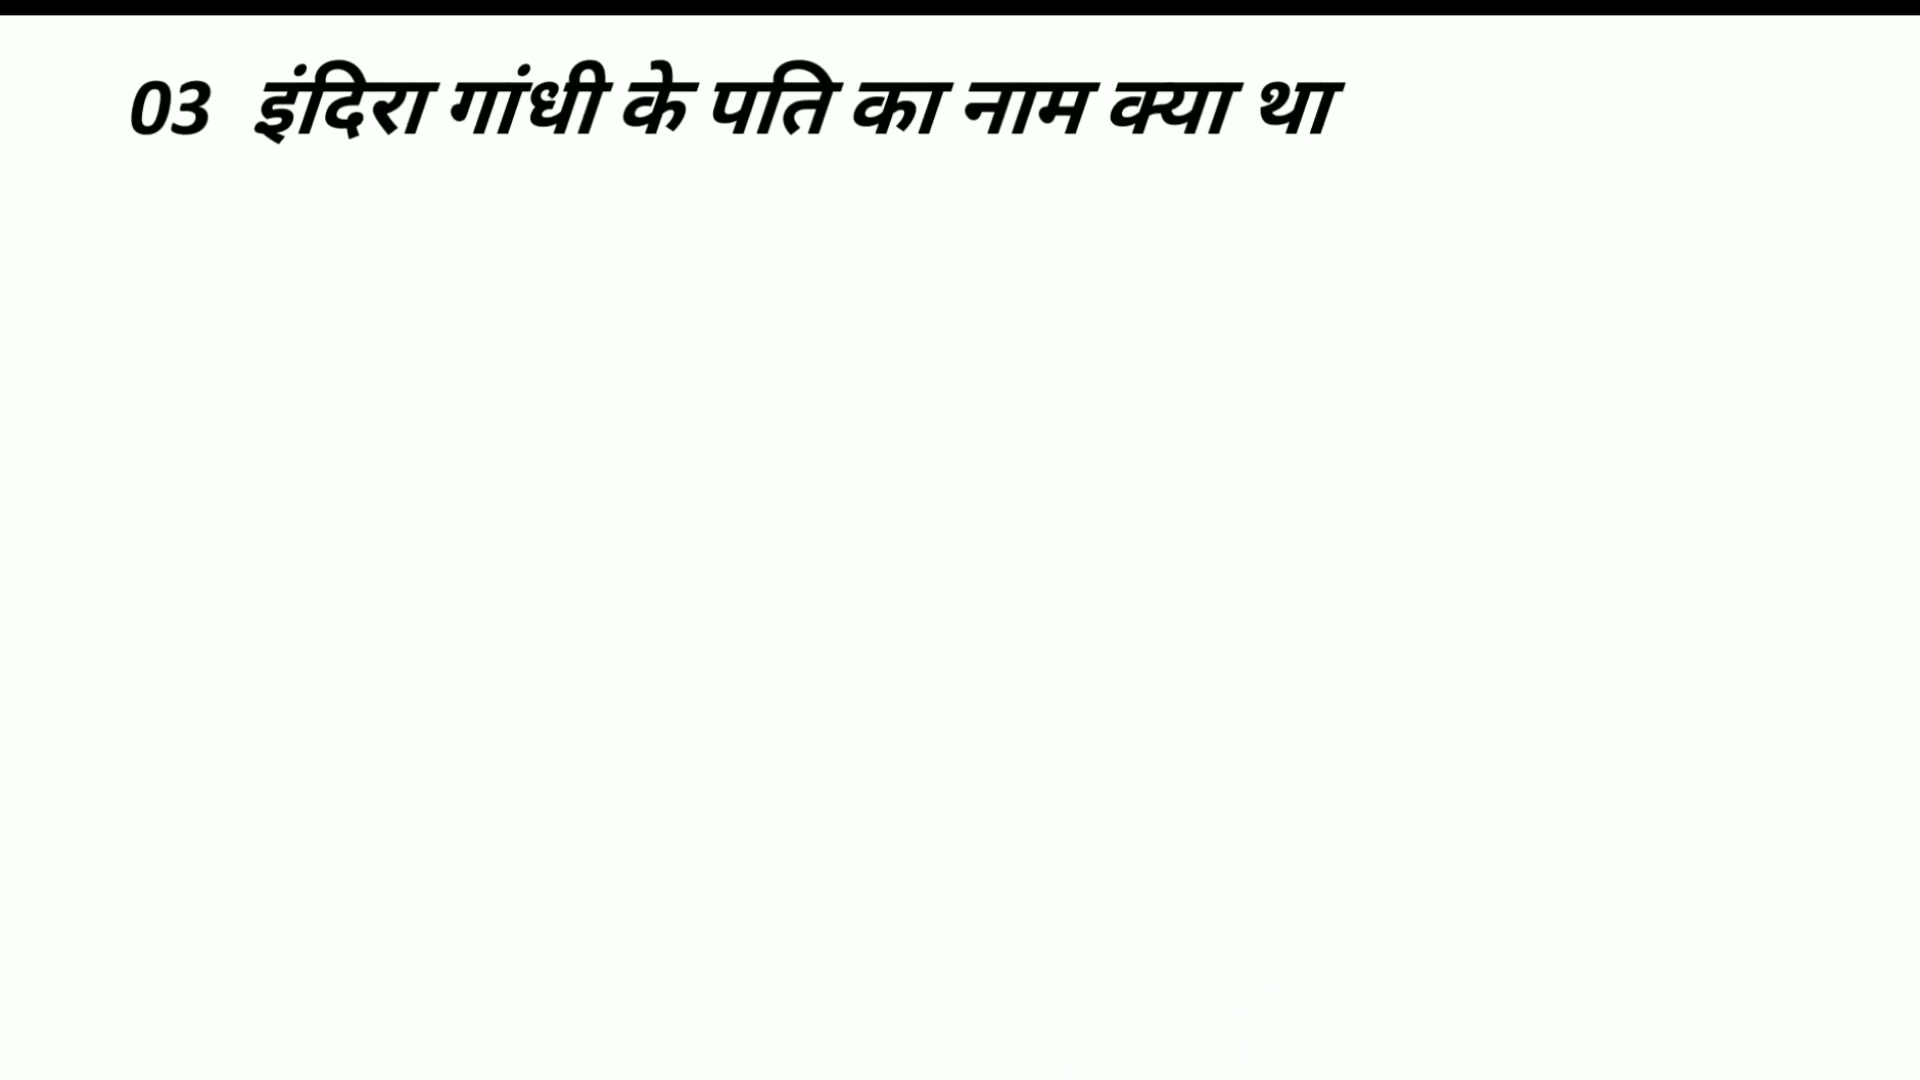 03 इंदिरा गांधी के पति का नाम क्या था